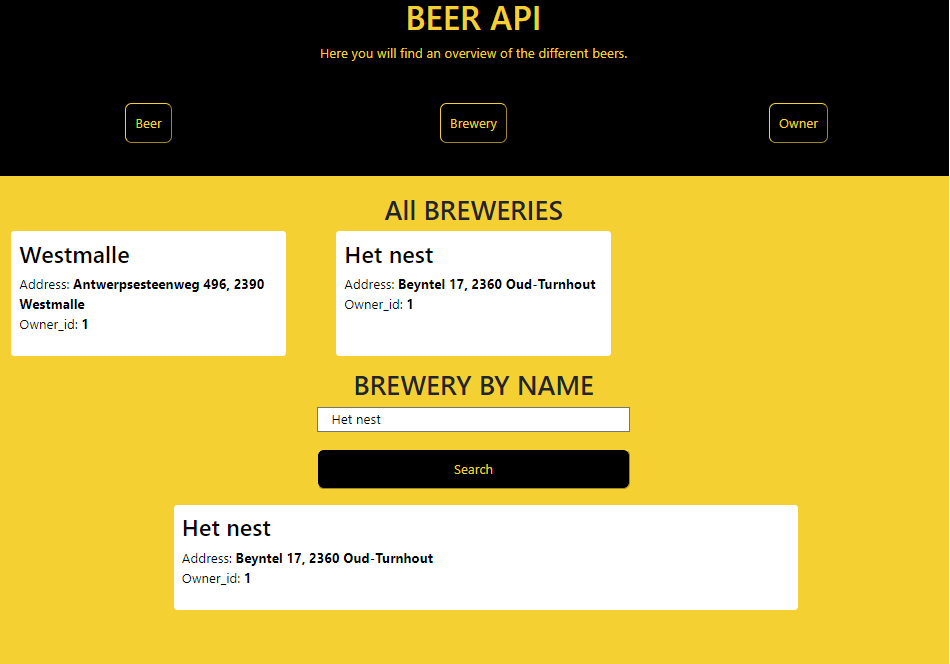 BEER API
Here you will find an overview of the different beers.
Beer
Brewery
Owner
All BREWERIES
Westmalle
Address: Antwerpsesteenweg 496, 2390
Westmalle
Owner_id: 1
Het nest
Address: Beyntel 17, 2360 Oud-Turnhout
Owner_id: 1
BREWERY BY NAME
Het nest
Search
Het nest
Address: Beyntel 17, 2360 Oud-Turnhout
Owner_id: 1